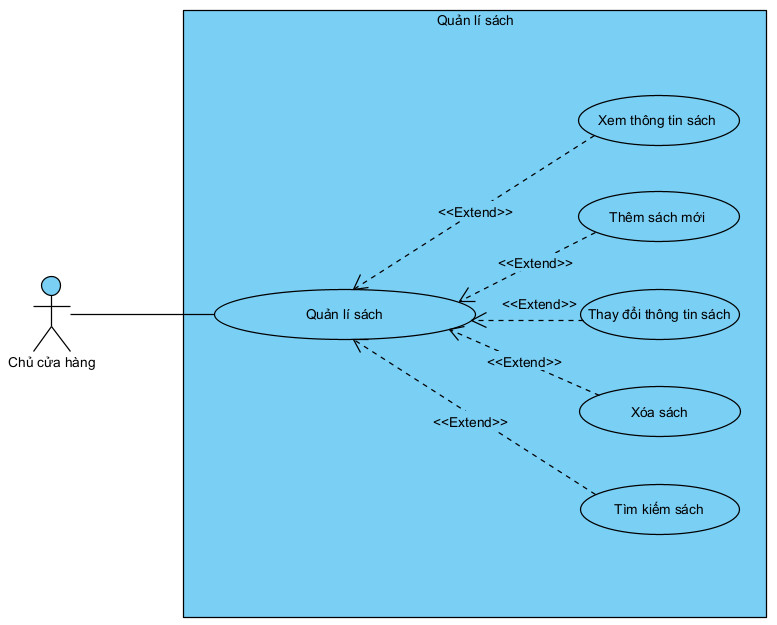 Quản lí sách
Xem thông tin sách
<<Extend>>
Thêm sách mới
<<Extend>>
<<Extend>>
Quản lí sách
Thay đổi thông tin sách
Chủ cửa hàng
<<Extend>>
Xóa sách
<<Extend>>
Tìm kiếm sách